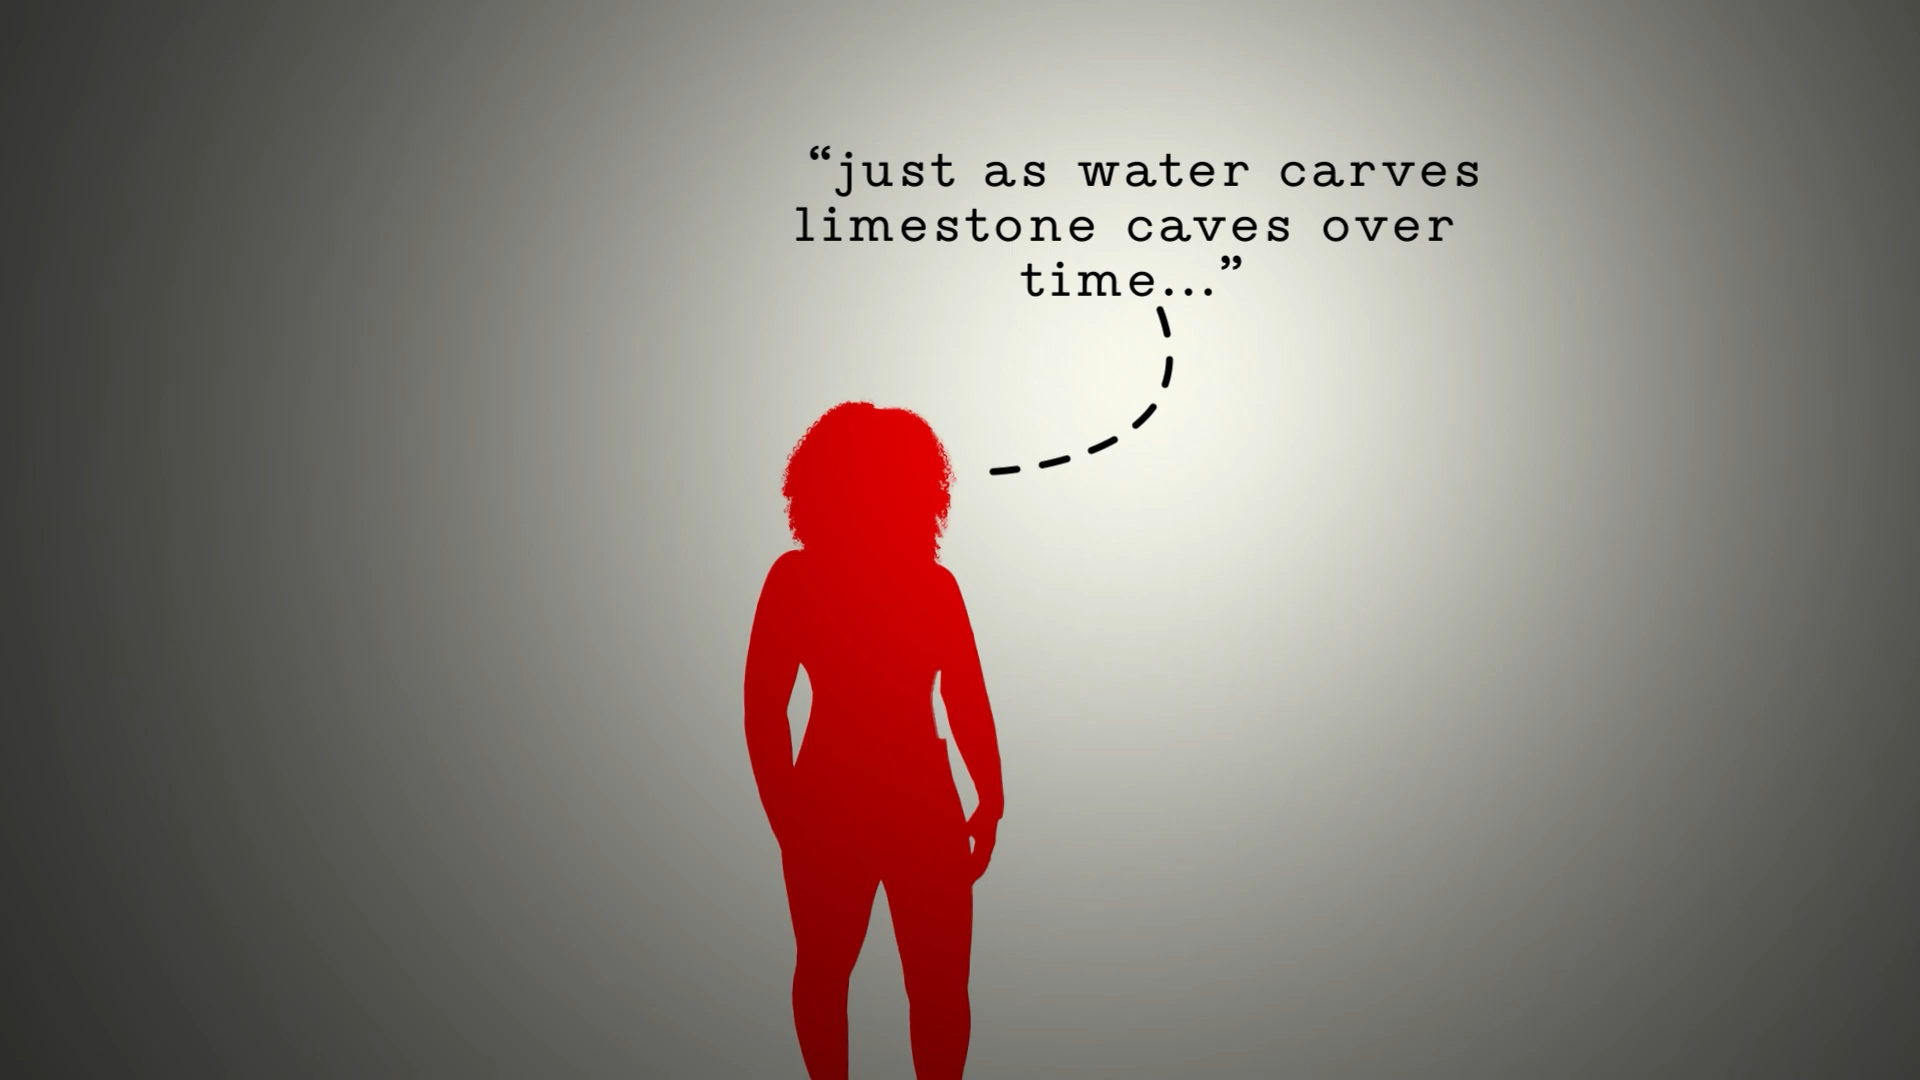 “just as water carves
limestone caves over
time...”